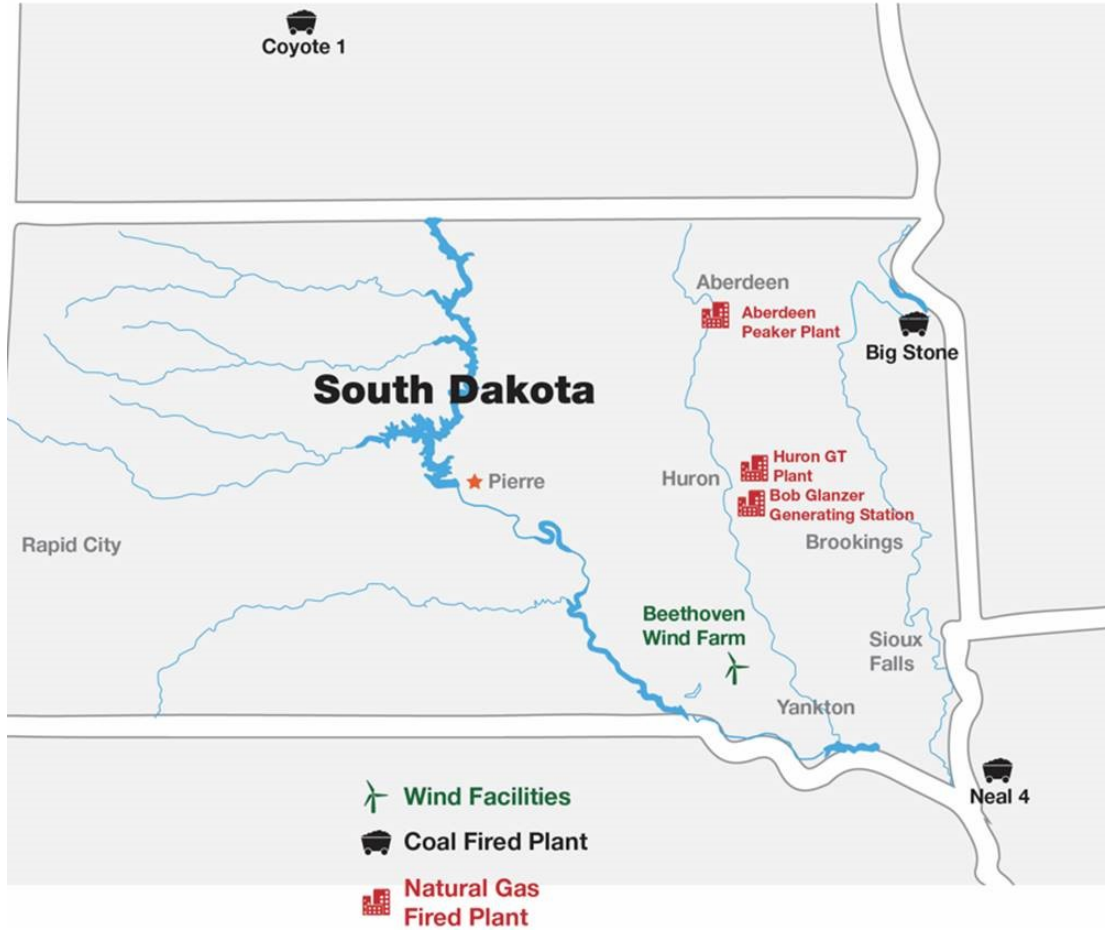 Coyote 1
Aberdeen
Aberdeen
Peaker Plant
Big Stone
South Dakota
Pierre
Huron
Huron GT
Plant
Bob Glanzer
Generating Station
Rapid City
Brookings
Beethoven
Wind Farm
Sioux
Falls
Yankton
Neal 4
Wind Facilities
Coal Fired Plant
Natural Gas
Fired Plant